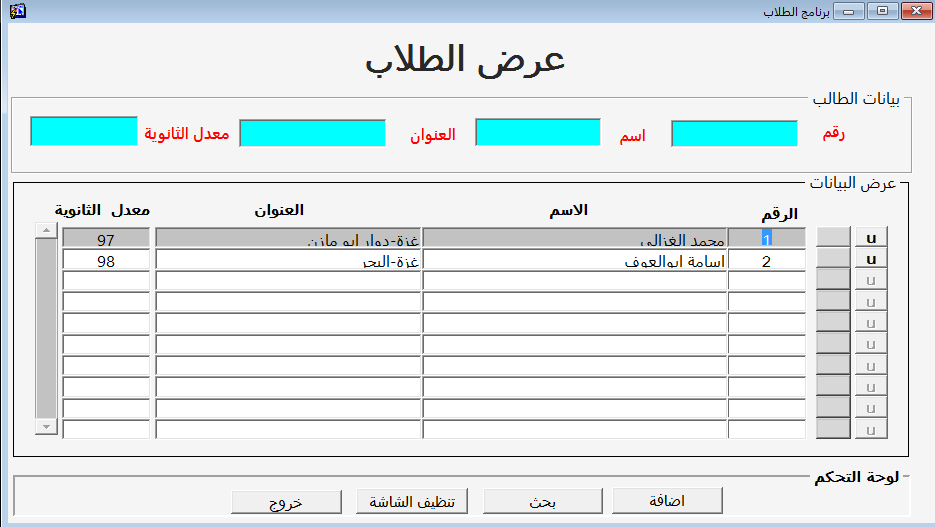 برنامج الطلاب
عرض الطلاب
بيانات الطالب
رقم اسم العنوان معدل الثانوية
عرض البيانات
الرقم الاسم العنوان معدل الثانوية
u 1 محمد الغزالي غزة-دوار ابو مازن 97
u 2 اسامة ابوالعوف غزة-البحر 98
u
u
u
u
u
u
u
u
لوحة التحكم
اضافة بحث تنظيف الشاشة خروج